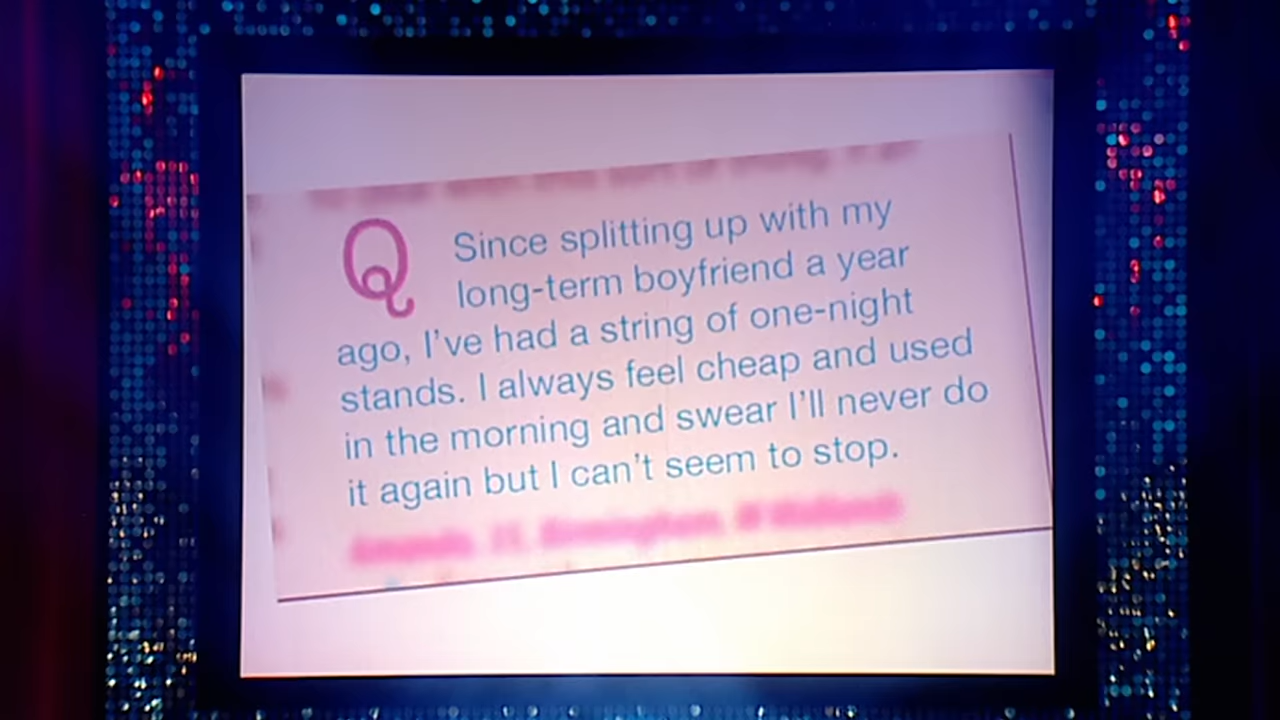 Q Since splitting up with my
long-term boyfriend a year
ago, I've had a string of one-night
stands. I always feel cheap and used
in the morning and swear I'll never do
it again but I can't seem to stop.